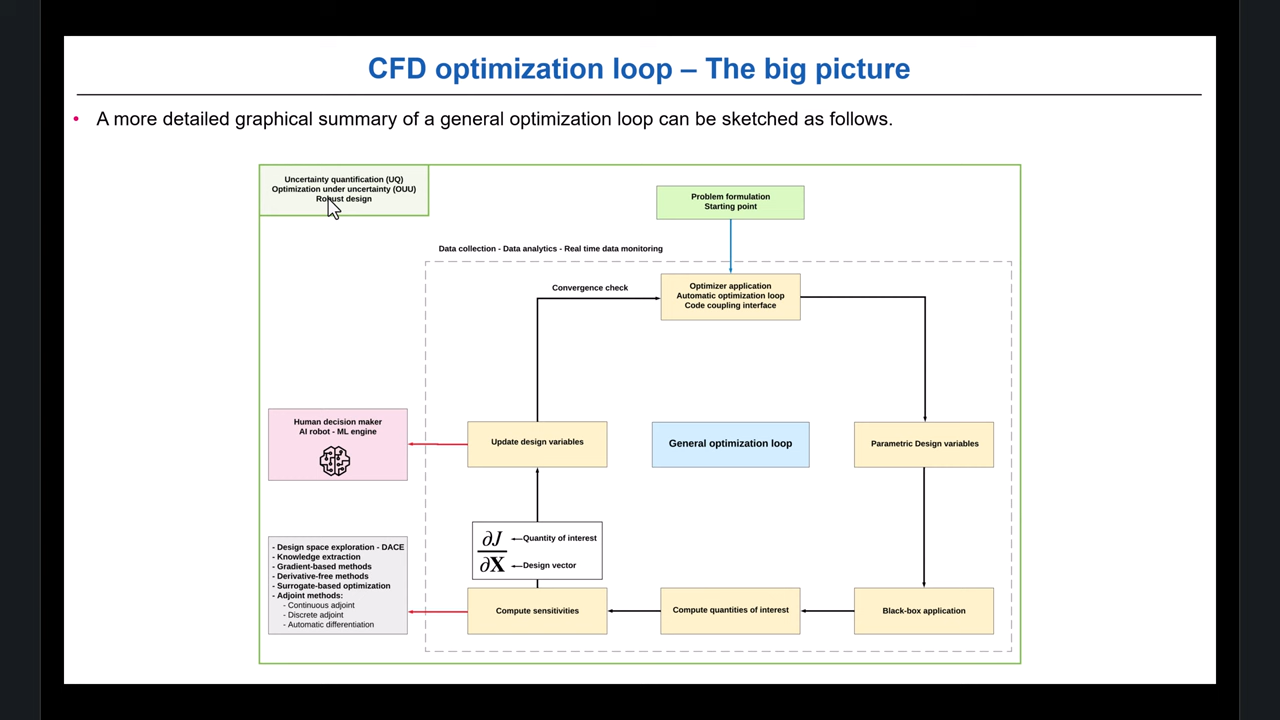 CFD optimization loop – The big picture
• A more detailed graphical summary of a general optimization loop can be sketched as follows.
Uncertainty quantification (UQ)
Optimization under uncertainty (OUU)
Robust design
Problem formulation
Starting point
Data collection - Data analytics - Real time data monitoring
Convergence check
Optimizer application
Automatic optimization loop
Code coupling interface
Human decision maker
AI robot - ML engine
Update design variables
General optimization loop
Parametric Design variables
∂J
Quantity of interest
∂X
Design vector
- Design space exploration - DACE
- Knowledge extraction
- Gradient-based methods
- Derivative-free methods
- Surrogate-based optimization
- Adjoint methods:
- Continuous adjoint
- Discrete adjoint
- Automatic differentiation
Compute sensitivities
Compute quantities of interest
Black-box application